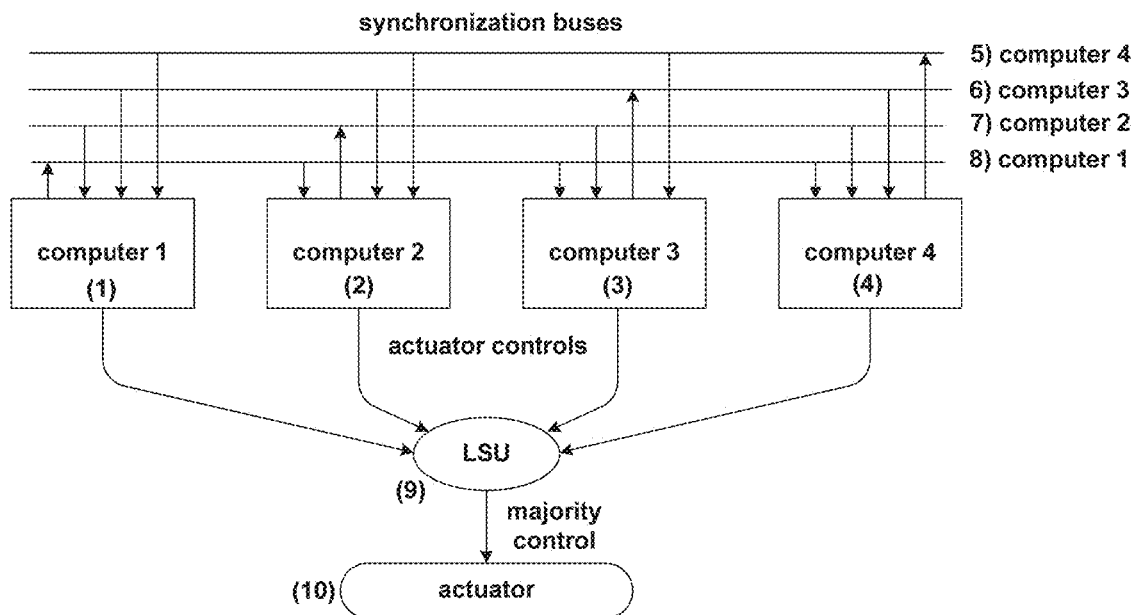 synchronization buses
5) computer 4
6) computer 3
7) computer 2
8) computer 1
computer 1
(1)
computer 2
(2)
computer 3
(3)
computer 4
(4)
actuator controls
LSU
(9)
majority
control
(10)
actuator